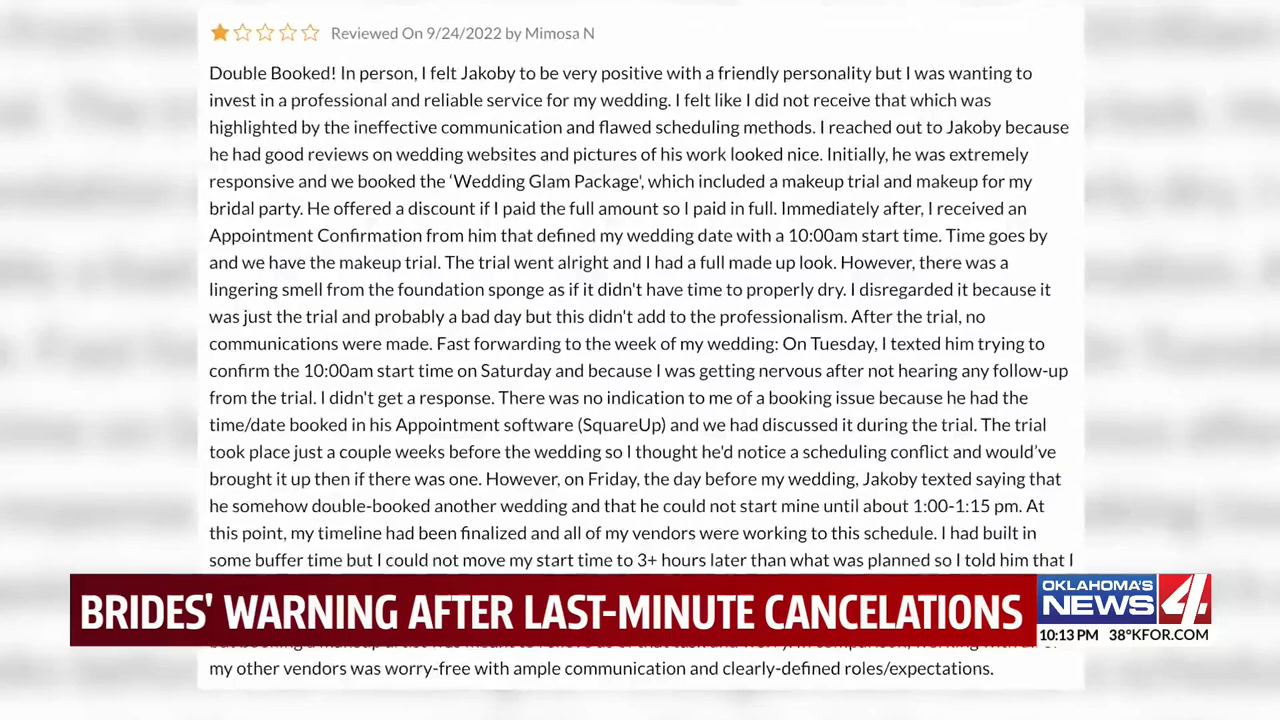 Reviewed On 9/24/2022 by Mimosa N
Double Booked! In person, I felt Jakoby to be very positive with a friendly personality but I was wanting to
invest in a professional and reliable service for my wedding. I felt like I did not receive that which was
highlighted by the ineffective communication and flawed scheduling methods. I reached out to Jakoby because
he had good reviews on wedding websites and pictures of his work looked nice. Initially, he was extremely
responsive and we booked the ‘Wedding Glam Package', which included a makeup trial and makeup for my
bridal party. He offered a discount if I paid the full amount so I paid in full. Immediately after, I received an
Appointment Confirmation from him that defined my wedding date with a 10:00am start time. Time goes by
and we have the makeup trial. The trial went alright and I had a full made up look. However, there was a
lingering smell from the foundation sponge as if it didn't have time to properly dry. I disregarded it because it
was just the trial and probably a bad day but this didn't add to the professionalism. After the trial, no
communications were made. Fast forwarding to the week of my wedding: On Tuesday, I texted him trying to
confirm the 10:00am start time on Saturday and because I was getting nervous after not hearing any follow-up
from the trial. I didn't get a response. There was no indication to me of a booking issue because he had the
time/date booked in his Appointment software (SquareUp) and we had discussed it during the trial. The trial
took place just a couple weeks before the wedding so I thought he'd notice a scheduling conflict and would've
brought it up then if there was one. However, on Friday, the day before my wedding, Jakoby texted saying that
he somehow double-booked another wedding and that he could not start mine until about 1:00-1:15 pm. At
this point, my timeline had been finalized and all of my vendors were working to this schedule. I had built in
some buffer time but I could not move my start time to 3+ hours later than what was planned so I told him that I
BRIDES' WARNING AFTER LAST-MINUTE CANCELATIONS
OKLAHOMA'S
NEWS 4
10:13 PM 38° KFOR.COM
my other vendors was worry-free with ample communication and clearly-defined roles/expectations.